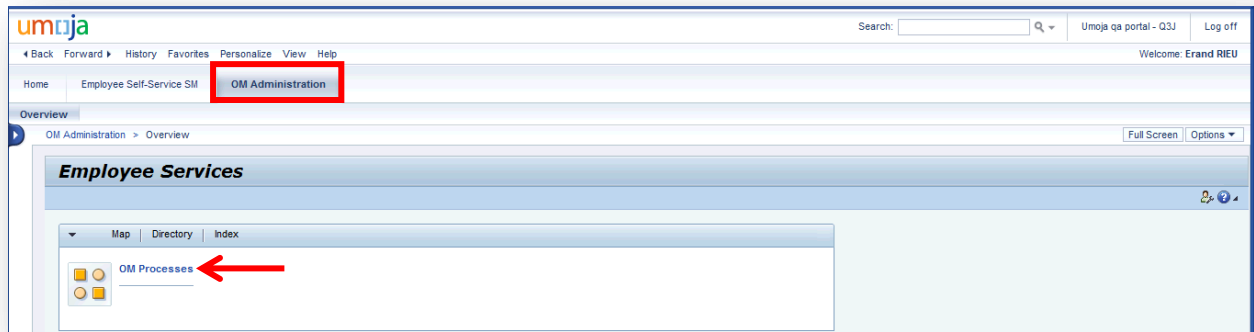 umoja
Search:
Umoja qa portal - Q3J
Log off
Back Forward History Favorites Personalize View Help
Welcome: Erand RIEU
Home Employee Self-Service SM OM Administration
Overview
OM Administration > Overview
Full Screen Options
Employee Services
Map | Directory | Index
OM Processes